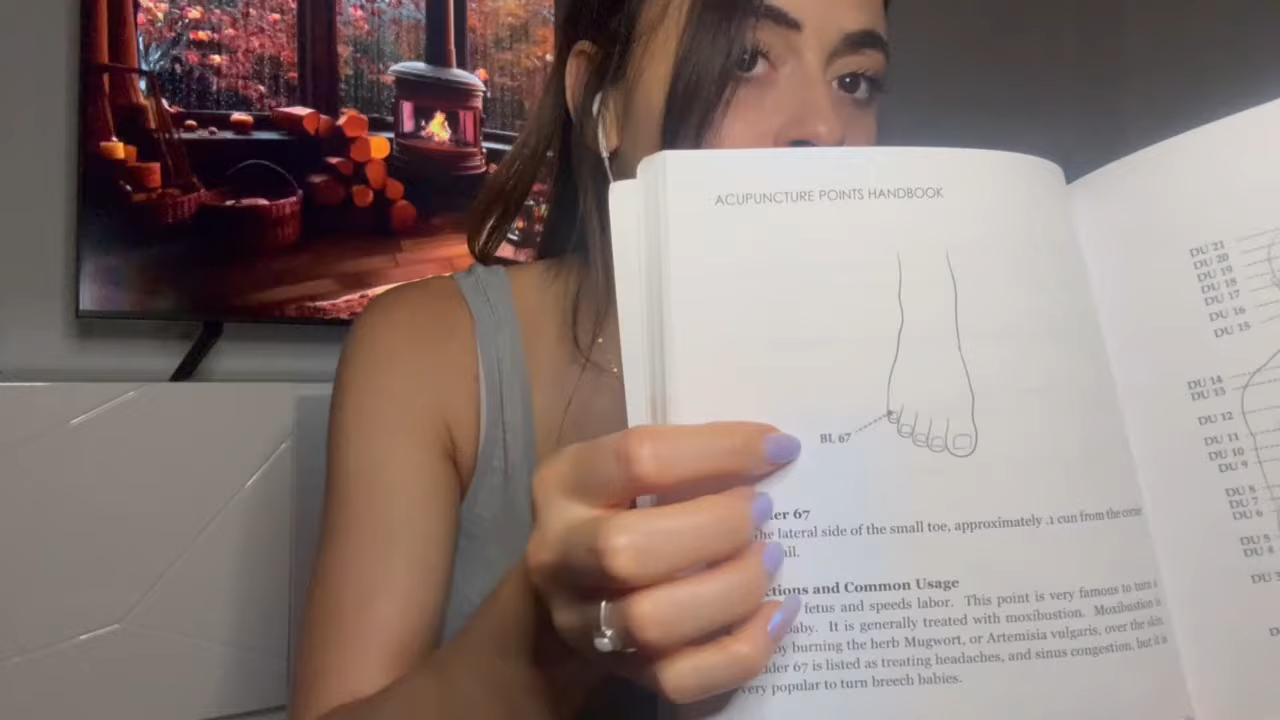 ACUPUNCTURE POINTS HANDBOOK
BL 67
der 67
the lateral side of the small toe, approximately .1 cun from the corne
ail.
ctions and Common Usage
fetus and speeds labor. This point is very famous to turn a
baby. It is generally treated with moxibustion. Moxibustion is
by burning the herb Mugwort, or Artemisia vulgaris, over the skin.
dder 67 is listed as treating headaches, and sinus congestion, but it is
very popular to turn breech babies.
DU 21
DU 20
DU 19
DU 18
DU 17
DU 16
DU 15
DU 14
DU 13
DU 12
DU 11
DU 10
DU 9
DU 8
DU 7
DU 6
DU 5
DU 4
DU 3